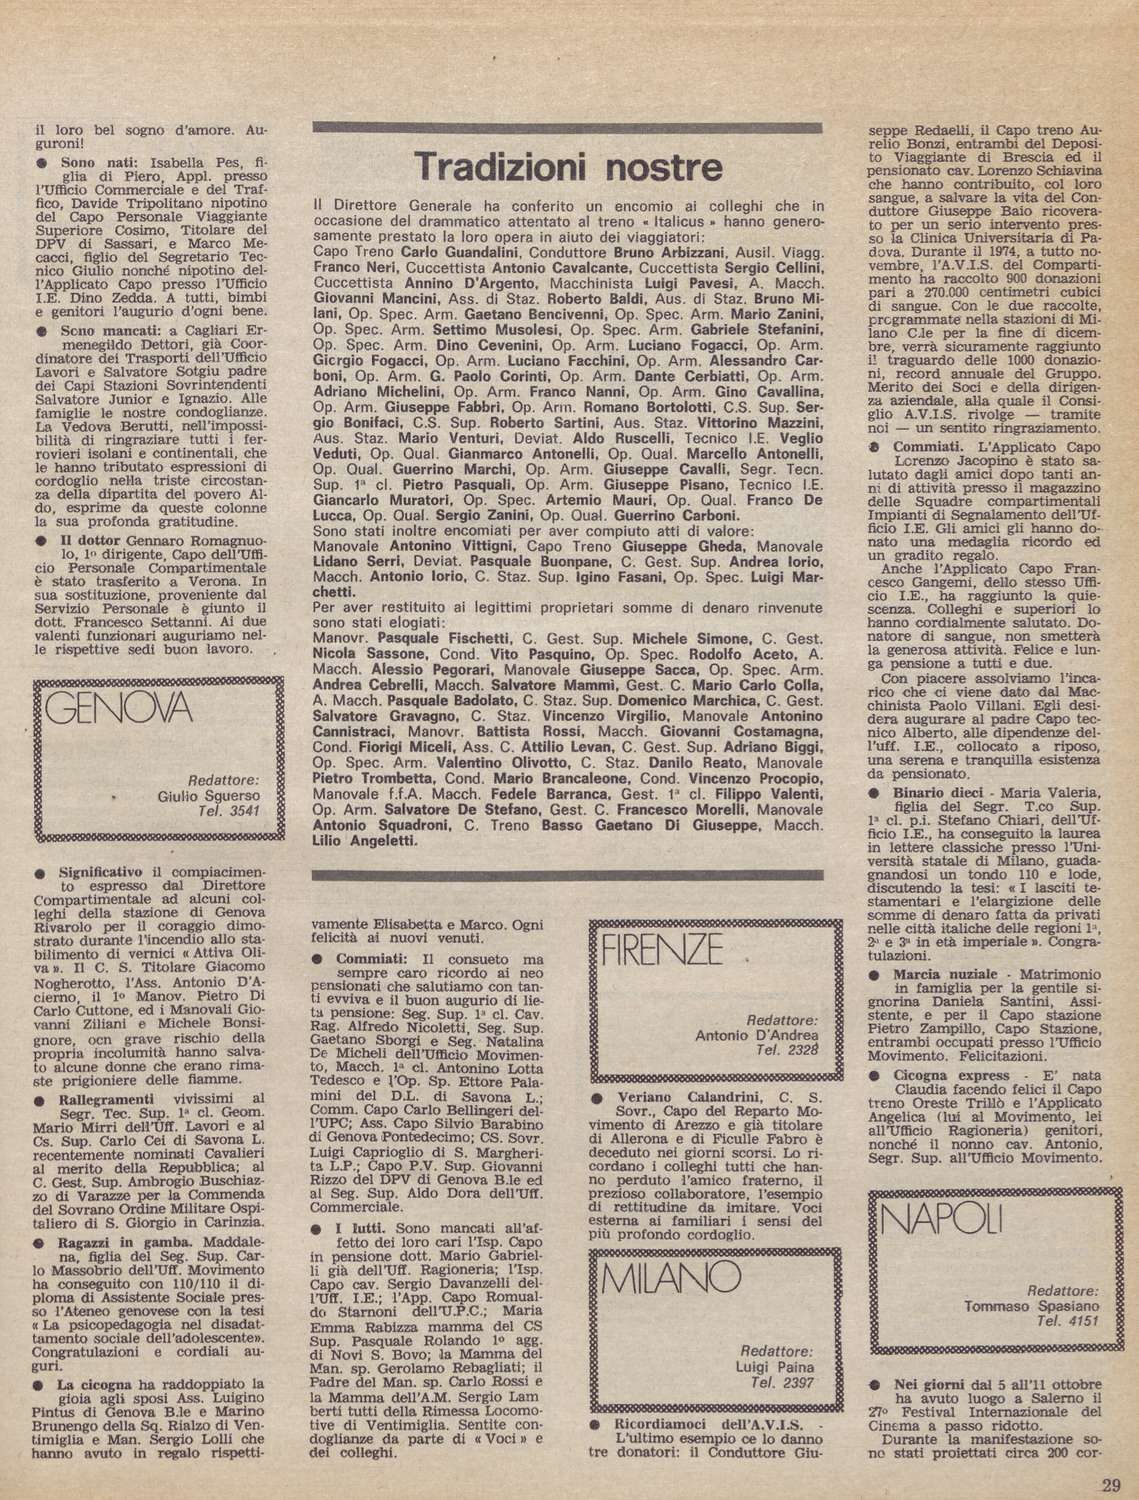 il loro bel sogno d'amore. Au-
guroni!
● Sono nati: Isabella Pes, fi-
glia di Piero, Appl. presso
l'Ufficio Commerciale e del Traf-
fico, Davide Tripolitano nipotino
del Capo Personale Viaggiante
Superiore Cosimo, Titolare del
DPV di Sassari, e Marco Me-
cacci, figlio del Segretario Tec-
nico Giulio nonché nipotino del-
l'Applicato Capo presso l'Ufficio
I.E. Dino Zedda. A tutti, bimbi
e genitori l'augurio d'ogni bene.
● Sono mancati: a Cagliari Er-
menegildo Dettori, già Coor-
dinatore dei Trasporti dell'Ufficio
Lavori e Salvatore Sotgiu padre
dei Capi Stazioni Sovrintendenti
Salvatore Junior e Ignazio. Alle
famiglie le nostre condoglianze.
La Vedova Berutti, nell'impossi-
bilità di ringraziare tutti i fer-
rovieri isolani e continentali, che
le hanno tributato espressioni di
cordoglio nella triste circostan-
za della dipartita del povero Al-
do, esprime da queste colonne
la sua profonda gratitudine.
● Il dottor Gennaro Romagnuo-
lo, 1º dirigente, Capo dell'Uffi-
cio Personale Compartimentale
è stato trasferito a Verona. In
sua sostituzione, proveniente dal
Servizio Personale è giunto il
dott. Francesco Settanni. Ai due
valenti funzionari auguriamo nel-
le rispettive sedi buon lavoro.
GENOVA
Redattore:
Giulio Sguerso
Tel. 3541
● Significativo il compiacimen-
to espresso dal Direttore
Compartimentale ad alcuni col-
leghi della stazione di Genova
Rivarolo per il coraggio dimo-
strato durante l'incendio allo sta-
bilimento di vernici « Attiva Oli-
va ». Il C. S. Titolare Giacomo
Nogherotto, l'Ass. Antonio D'A-
cierno, il 1º Manov. Pietro Di
Carlo Cuttone, ed i Manovali Gio-
vanni Ziliani e Michele Bonsi-
gnore, ocn grave rischio della
propria incolumità hanno salva-
to alcune donne che erano rima-
ste prigioniere delle fiamme.
● Rallegramenti vivissimi al
Segr. Tec. Sup. 1ª cl. Geom.
Mario Mirri dell'Uff. Lavori e al
Cs. Sup. Carlo Cei di Savona L.
recentemente nominati Cavalieri
al merito della Repubblica; al
C. Gest. Sup. Ambrogio Buschiaz-
zo di Varazze per la Commenda
del Sovrano Ordine Militare Ospi-
taliero di S. Giorgio in Carinzia.
● Ragazzi in gamba. Maddale-
na, figlia del Seg. Sup. Car-
lo Massobrio dell'Uff. Movimento
ha conseguito con 110/110 il di-
ploma di Assistente Sociale pres-
so l'Ateneo genovese con la tesi
« La psicopedagogia nel disadat-
tamento sociale dell'adolescente».
Congratulazioni e cordiali au-
guri.
● La cicogna ha raddoppiato la
gioia agli sposi Ass. Luigino
Pintus di Genova B.le e Marino
Brunengo della Sq. Rialzo di Ven-
timiglia e Man. Sergio Lolli che
hanno avuto in regalo rispetti-
Tradizioni nostre
Il Direttore Generale ha conferito un encomio ai colleghi che in
occasione del drammatico attentato al treno « Italicus » hanno genero-
samente prestato la loro opera in aiuto dei viaggiatori:
Capo Treno Carlo Guandalini, Conduttore Bruno Arbizzani, Ausil. Viagg.
Franco Neri, Cuccettista Antonio Cavalcante, Cuccettista Sergio Cellini,
Cuccettista Annino D'Argento, Macchinista Luigi Pavesi, A. Macch.
Giovanni Mancini, Ass. di Staz. Roberto Baldi, Aus. di Staz. Bruno Mi-
lani, Op. Spec. Arm. Gaetano Bencivenni, Op. Spec. Arm. Mario Zanini,
Op. Spec. Arm. Settimo Musolesi, Op. Spec. Arm. Gabriele Stefanini,
Op. Spec. Arm. Dino Cevenini, Op. Arm. Luciano Fogacci, Op. Arm.
Giorgio Fogacci, Op. Arm. Luciano Facchini, Op. Arm. Alessandro Car-
boni, Op. Arm. G. Paolo Corinti, Op. Arm. Dante Cerbiatti, Op. Arm.
Adriano Michelini, Op. Arm. Franco Nanni, Op. Arm. Gino Cavallina,
Op. Arm. Giuseppe Fabbri, Op. Arm. Romano Bortolotti, C.S. Sup. Ser-
gio Bonifaci, C.S. Sup. Roberto Sartini, Aus. Staz. Vittorino Mazzini,
Aus. Staz. Mario Venturi, Deviat. Aldo Ruscelli, Tecnico I.E. Veglio
Veduti, Op. Qual. Gianmarco Antonelli, Op. Qual. Marcello Antonelli,
Op. Qual. Guerrino Marchi, Op. Arm. Giuseppe Cavalli, Segr. Tecn.
Sup. 1ª cl. Pietro Pasquali, Op. Arm. Giuseppe Pisano, Tecnico I.E.
Giancarlo Muratori, Op. Spec. Artemio Mauri, Op. Qual. Franco De
Lucca, Op. Qual. Sergio Zanini, Op. Qual. Guerrino Carboni.
Sono stati inoltre encomiati per aver compiuto atti di valore:
Manovale Antonino Vittigni, Capo Treno Giuseppe Gheda, Manovale
Lidano Serri, Deviat. Pasquale Buonpane, C. Gest. Sup. Andrea Iorio,
Macch. Antonio Iorio, C. Staz. Sup. Igino Fasani, Op. Spec. Luigi Mar-
chetti.
Per aver restituito ai legittimi proprietari somme di denaro rinvenute
sono stati elogiati:
Manovr. Pasquale Fischetti, C. Gest. Sup. Michele Simone, C. Gest.
Nicola Sassone, Cond. Vito Pasquino, Op. Spec. Rodolfo Aceto, A.
Macch. Alessio Pegorari, Manovale Giuseppe Sacca, Op. Spec. Arm.
Andrea Cebrelli, Macch. Salvatore Mammì, Gest. C. Mario Carlo Colla,
A. Macch. Pasquale Badolato, C. Staz. Sup. Domenico Marchica, C. Gest.
Salvatore Gravagno, C. Staz. Vincenzo Virgilio, Manovale Antonino
Cannistraci, Manovr. Battista Rossi, Macch. Giovanni Costamagna,
Cond. Fiorigi Miceli, Ass. C. Attilio Levan, C. Gest. Sup. Adriano Biggi,
Op. Spec. Arm. Valentino Olivotto, C. Staz. Danilo Reato, Manovale
Pietro Trombetta, Cond. Mario Brancaleone, Cond. Vincenzo Procopio,
Manovale f.f.A. Macch. Fedele Barranca, Gest. 1ª cl. Filippo Valenti,
Op. Arm. Salvatore De Stefano, Gest. C. Francesco Morelli, Manovale
Antonio Squadroni, C. Treno Basso Gaetano Di Giuseppe, Macch.
Lilio Angeletti.
vamente Elisabetta e Marco. Ogni
felicità ai nuovi venuti.
● Commiati: Il consueto ma
sempre caro ricordo ai neo
pensionati che salutiamo con tan-
ti evviva e il buon augurio di lie-
ta pensione: Seg. Sup. 1ª cl. Cav.
Rag. Alfredo Nicoletti, Seg. Sup.
Gaetano Sborgi e Seg. Natalina
De Micheli dell'Ufficio Movimen-
to, Macch. 1ª cl. Antonino Lotta
Tedesco e l'Op. Sp. Ettore Pala-
mini del D.L. di Savona L.;
Comm. Capo Carlo Bellingeri del-
l'UPC; Ass. Capo Silvio Barabino
di Genova Pontedecimo; CS. Sovr.
Luigi Caprioglio di S. Margheri-
ta L.P.; Capo P.V. Sup. Giovanni
Rizzo del DPV di Genova B.le ed
al Seg. Sup. Aldo Dora dell'Uff.
Commerciale.
● I lutti. Sono mancati all'af-
fetto dei loro cari l'Isp. Capo
in pensione dott. Mario Gabriel-
li già dell'Uff. Ragioneria; l'Isp.
Capo cav. Sergio Davanzelli del-
l'Uff. I.E.; l'App. Capo Romual-
do Starnoni dell'U.P.C.; Maria
Emma Rabizza mamma del CS
Sup. Pasquale Rolando 1º agg.
di Novi S. Bovo; la Mamma del
Man. sp. Gerolamo Rebagliati; il
Padre del Man. sp. Carlo Rossi e
la Mamma dell'A.M. Sergio Lam
berti tutti della Rimessa Locomo-
tive di Ventimiglia. Sentite con-
doglianze da parte di « Voci » e
dei colleghi.
FIRENZE
Redattore:
Antonio D'Andrea
Tel. 2328
● Veriano Calandrini, C. S.
Sovr., Capo del Reparto Mo-
vimento di Arezzo e già titolare
di Allerona e di Ficulle Fabro è
deceduto nei giorni scorsi. Lo ri-
cordano i colleghi tutti che han-
no perduto l'amico fraterno, il
prezioso collaboratore, l'esempio
di rettitudine da imitare. Voci
esterna ai familiari i sensi del
più profondo cordoglio.
MILANO
Redattore:
Luigi Paina
Tel. 2397
● Ricordiamoci dell'A.V.I.S. -
L'ultimo esempio ce lo danno
tre donatori: il Conduttore Giu-
seppe Redaelli, il Capo treno Au-
relio Bonzi, entrambi del Deposi-
to Viaggiante di Brescia ed il
pensionato cav. Lorenzo Schiavina
che hanno contribuito, col loro
sangue, a salvare la vita del Con-
duttore Giuseppe Baio ricovera-
to per un serio intervento pres-
so la Clinica Universitaria di Pa-
dova. Durante il 1974, a tutto no-
vembre, l'A.V.I.S. del Comparti-
mento ha raccolto 900 donazioni
pari a 270.000 centimetri cubici
di sangue. Con le due raccolte,
programmate nella stazioni di Mi-
lano C.le per la fine di dicem-
bre, verrà sicuramente raggiunto
il traguardo delle 1000 donazio-
ni, record annuale del Gruppo.
Merito dei Soci e della dirigen-
za aziendale, alla quale il Consi-
glio A.V.I.S. rivolge — tramite
noi — un sentito ringraziamento.
● Commiati. L'Applicato Capo
Lorenzo Jacopino è stato sa-
lutato dagli amici dopo tanti an-
ni di attività presso il magazzino
delle Squadre compartimentali
Impianti di Segnalamento dell'Uf-
ficio I.E. Gli amici gli hanno do-
nato una medaglia ricordo ed
un gradito regalo.
Anche l'Applicato Capo Fran-
cesco Gangemi, dello stesso Uffi-
cio I.E., ha raggiunto la quie-
scenza. Colleghi e superiori lo
hanno cordialmente salutato. Do-
natore di sangue, non smetterà
la generosa attività. Felice e lun-
ga pensione a tutti e due.
Con piacere assolviamo l'inca-
rico che ci viene dato dal Mac-
chinista Paolo Villani. Egli desi-
dera augurare al padre Capo tec-
nico Alberto, alle dipendenze del-
l'uff. I.E., collocato a riposo,
una serena e tranquilla esistenza
da pensionato.
● Binario dieci - Maria Valeria,
figlia del Segr. T.co Sup.
1ª cl. p.i. Stefano Chiari, dell'Uf-
ficio I.E., ha conseguito la laurea
in lettere classiche presso l'Uni-
versità statale di Milano, guada-
gnandosi un tondo 110 e lode,
discutendo la tesi: « I lasciti te-
stamentari e l'elargizione delle
somme di denaro fatta da privati
nelle città italiche delle regioni 1ª,
2ª e 3ª in età imperiale ». Congra-
tulazioni.
● Marcia nuziale - Matrimonio
in famiglia per la gentile si-
gnorina Daniela Santini, Assi-
stente, e per il Capo stazione
Pietro Zampillo, Capo Stazione,
entrambi occupati presso l'Ufficio
Movimento. Felicitazioni.
● Cicogna express - E' nata
Claudia facendo felici il Capo
treno Oreste Trillò e l'Applicato
Angelica (lui al Movimento, lei
all'Ufficio Ragioneria) genitori,
nonché il nonno cav. Antonio,
Segr. Sup. all'Ufficio Movimento.
NAPOLI
Redattore:
Tommaso Spasiano
Tel. 4151
● Nei giorni dal 5 all'11 ottobre
ha avuto luogo a Salerno il
27º Festival Internazionale del
Cinema a passo ridotto.
Durante la manifestazione so-
no stati proiettati circa 200 cor-
29